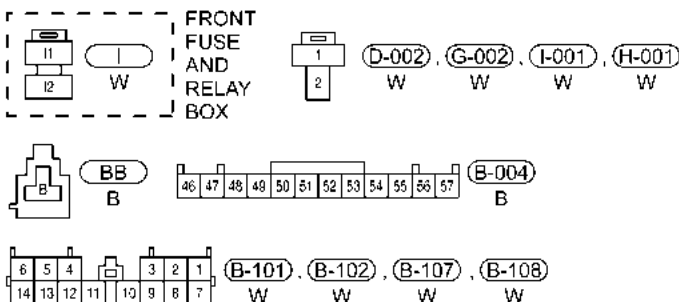 FRONT
FUSE
AND
RELAY
BOX
I1
I2
I
W
1
2
D-002 , G-002 , I-001 , H-001
W W W W
B
BB
B
46 47 48 49 50 51 52 53 54 55 56 57
B-004
B
6 5 4 3 2 1
14 13 12 11 10 9 8 7
B-101 , B-102 , B-107 , B-108
W W W W